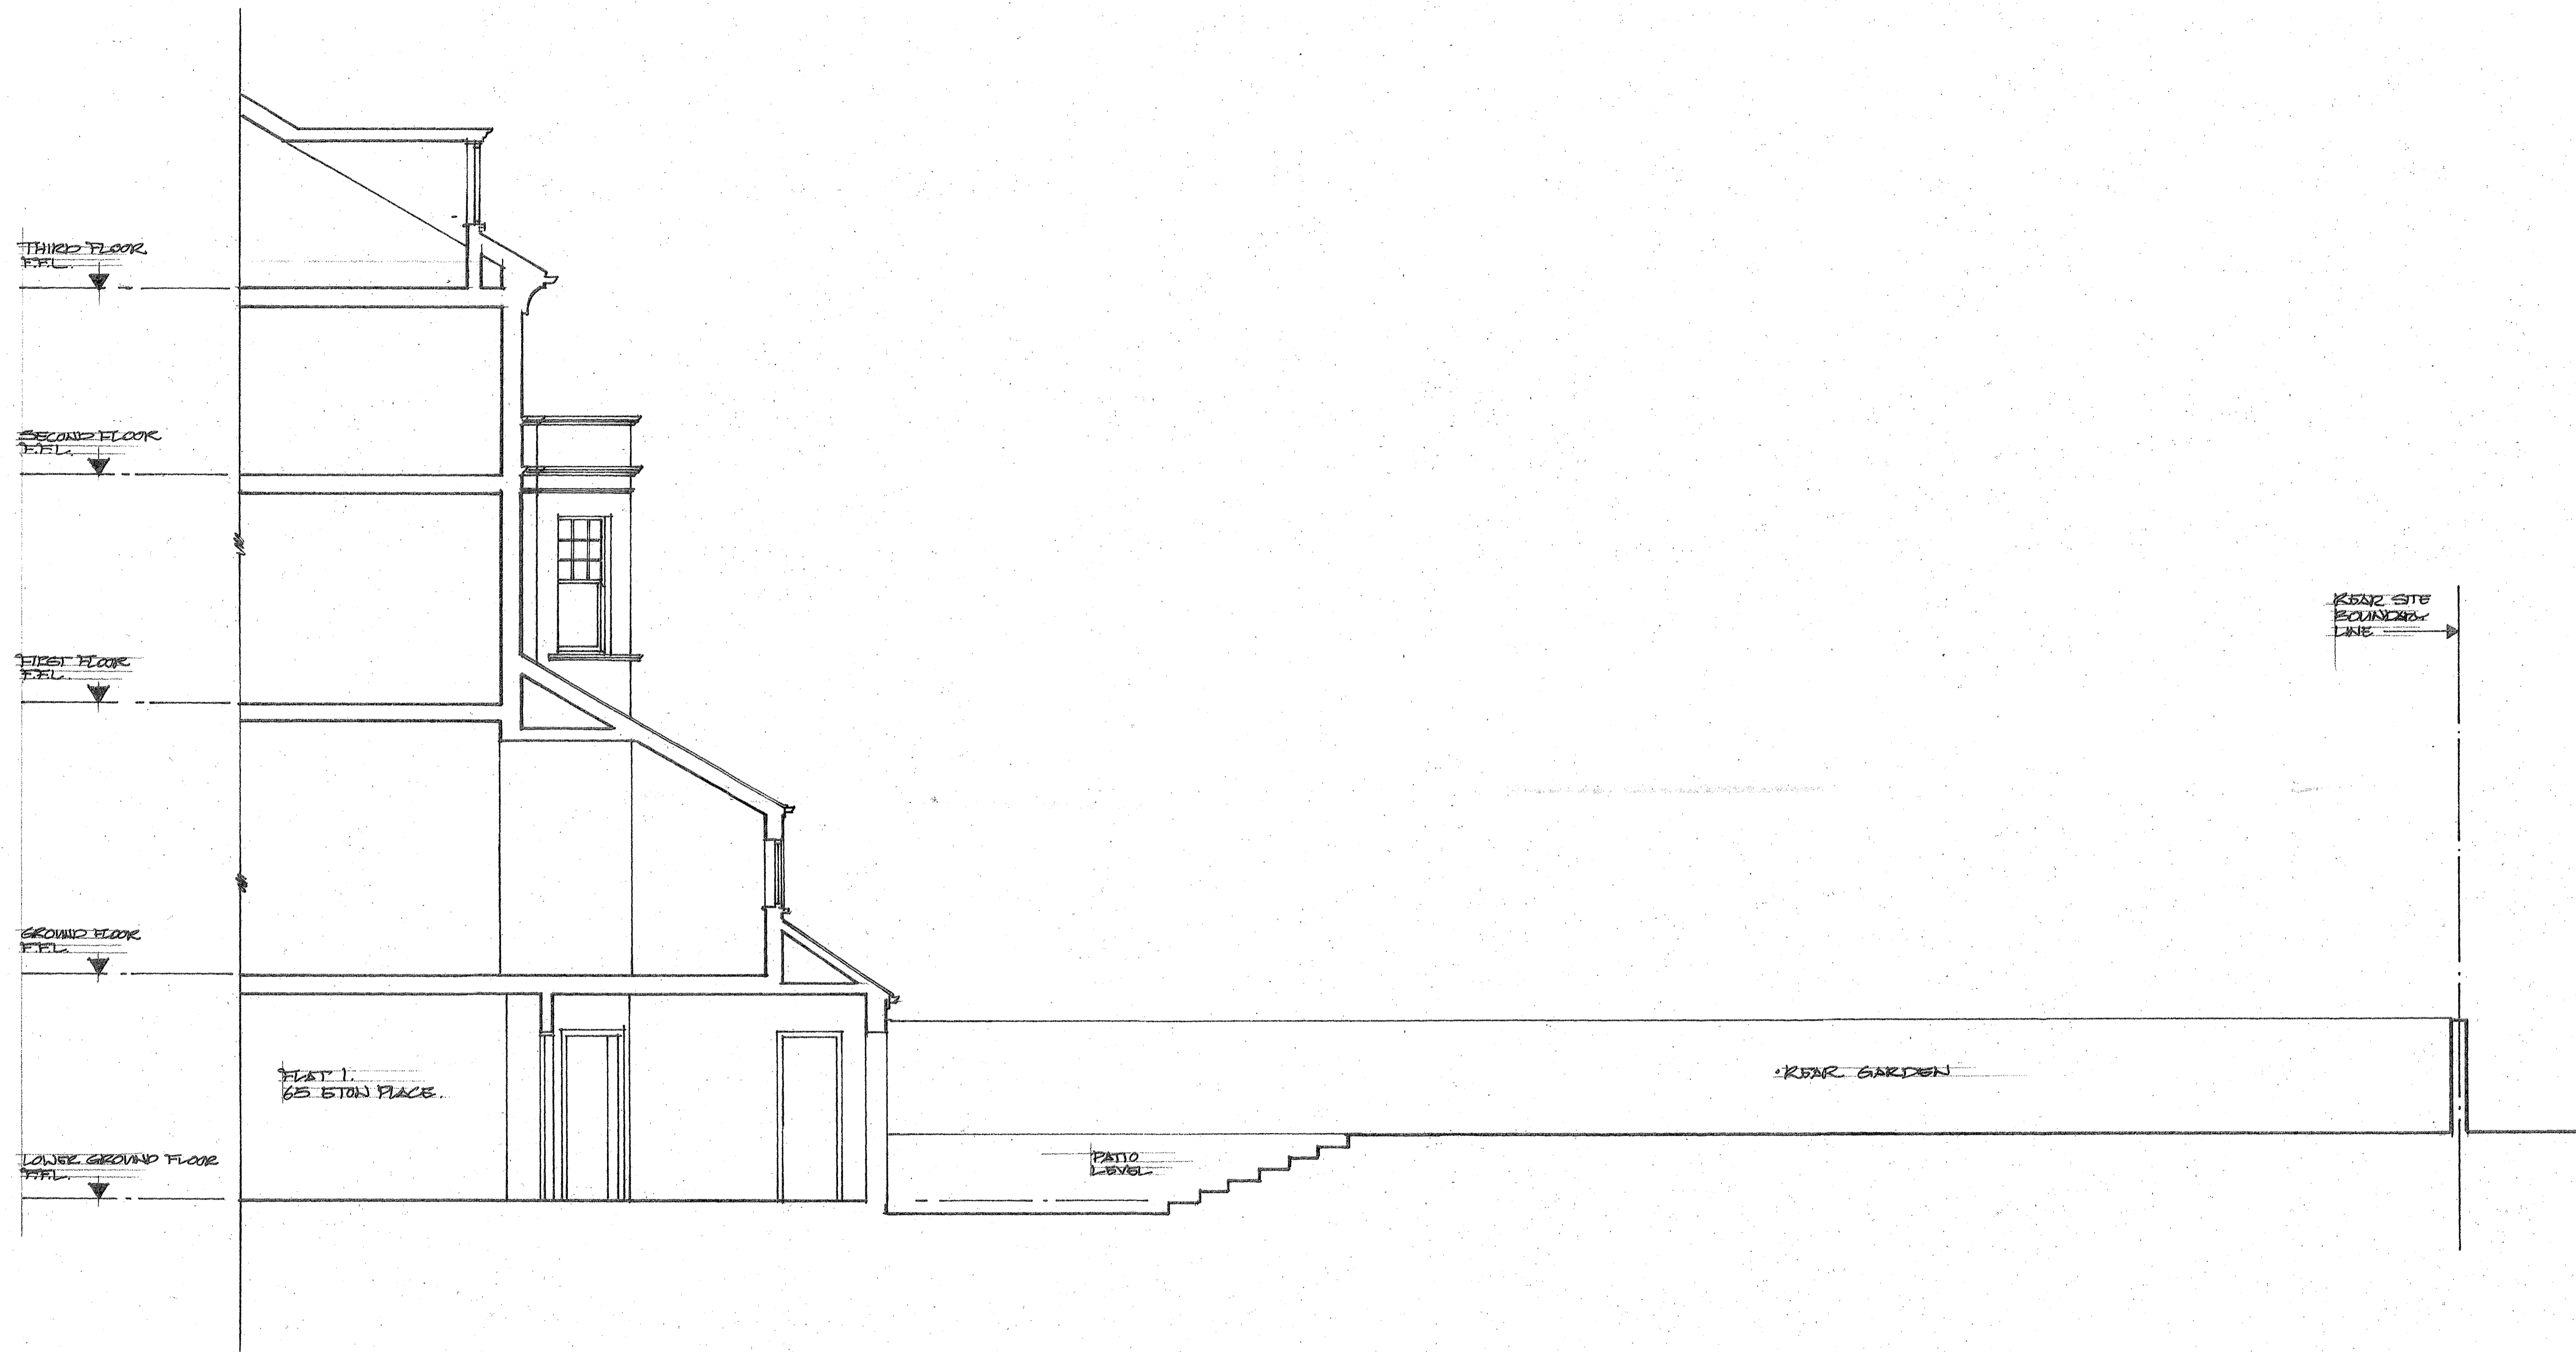 THIRD FLOOR
F.F.L.
SECOND FLOOR
F.F.L.
FIRST FLOOR
F.F.L.
REAR SITE
BOUNDARY
LINE
GROUND FLOOR
F.F.L.
FLAT 1.
65 ETON PLACE.
REAR GARDEN
PATIO
LEVEL
LOWER GROUND FLOOR
F.F.L.